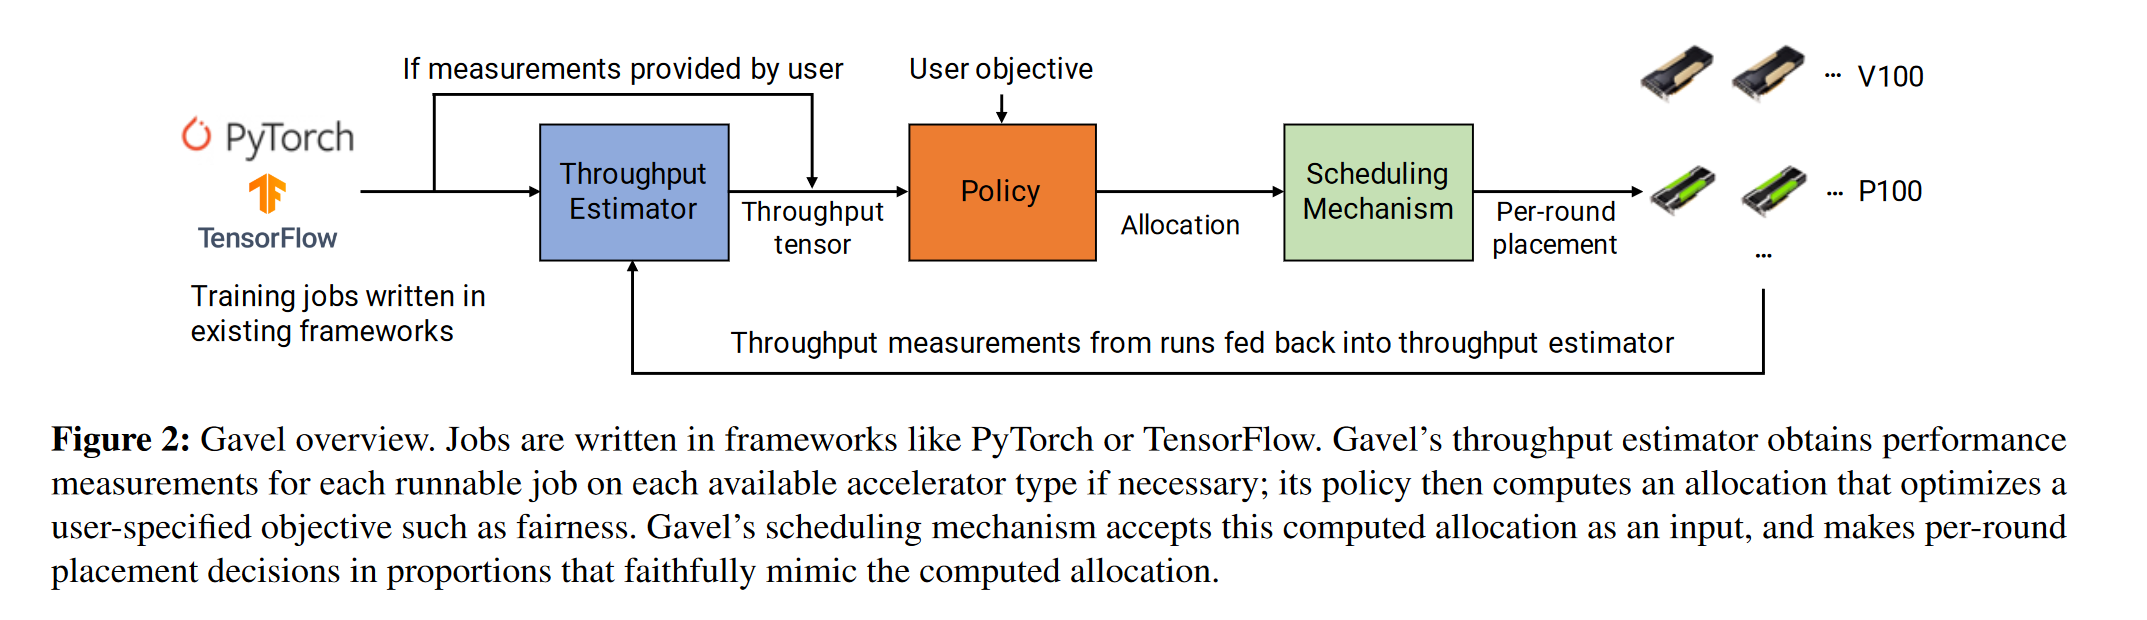 If measurements provided by user
User objective
… V100
PyTorch
TensorFlow
Throughput
Estimator
Throughput
tensor
Policy
Allocation
Scheduling
Mechanism
Per-round
placement
… P100
…
Training jobs written in
existing frameworks
Throughput measurements from runs fed back into throughput estimator
Figure 2: Gavel overview. Jobs are written in frameworks like PyTorch or TensorFlow. Gavel’s throughput estimator obtains performance
measurements for each runnable job on each available accelerator type if necessary; its policy then computes an allocation that optimizes a
user-specified objective such as fairness. Gavel’s scheduling mechanism accepts this computed allocation as an input, and makes per-round
placement decisions in proportions that faithfully mimic the computed allocation.